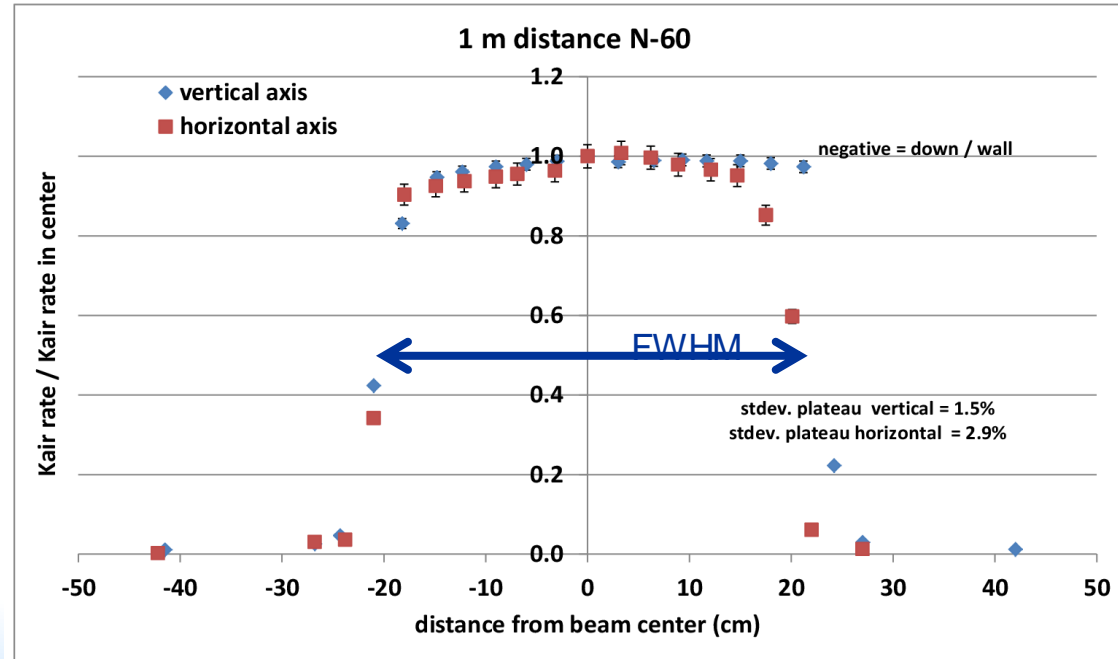 1 m distance N-60
1.2
vertical axis
horizontal axis
1.0
negative = down / wall
0.8
0.6
FWHM
0.4
stdev. plateau vertical = 1.5%
stdev. plateau horizontal = 2.9%
0.2
0.0
-50 -40 -30 -20 -10 0 10 20 30 40 50
distance from beam center (cm)
Kair rate / Kair rate in center